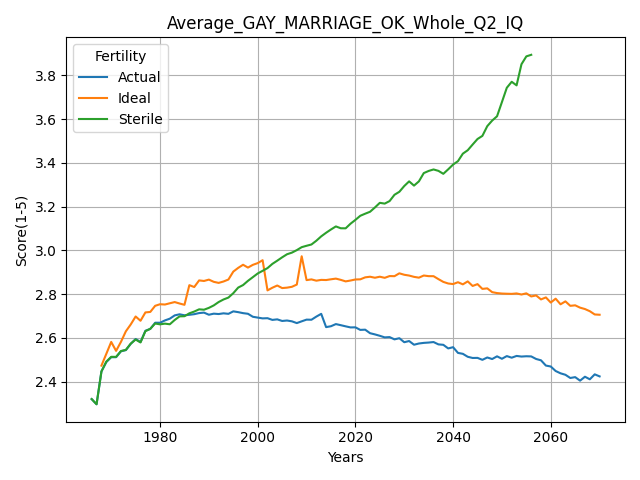 Average_GAY_MARRIAGE_OK_Whole_Q2_IQ
Fertility
Actual
Ideal
Sterile
Score(1-5)
3.8
3.6
3.4
3.2
3.0
2.8
2.6
2.4
1980 2000 2020 2040 2060
Years